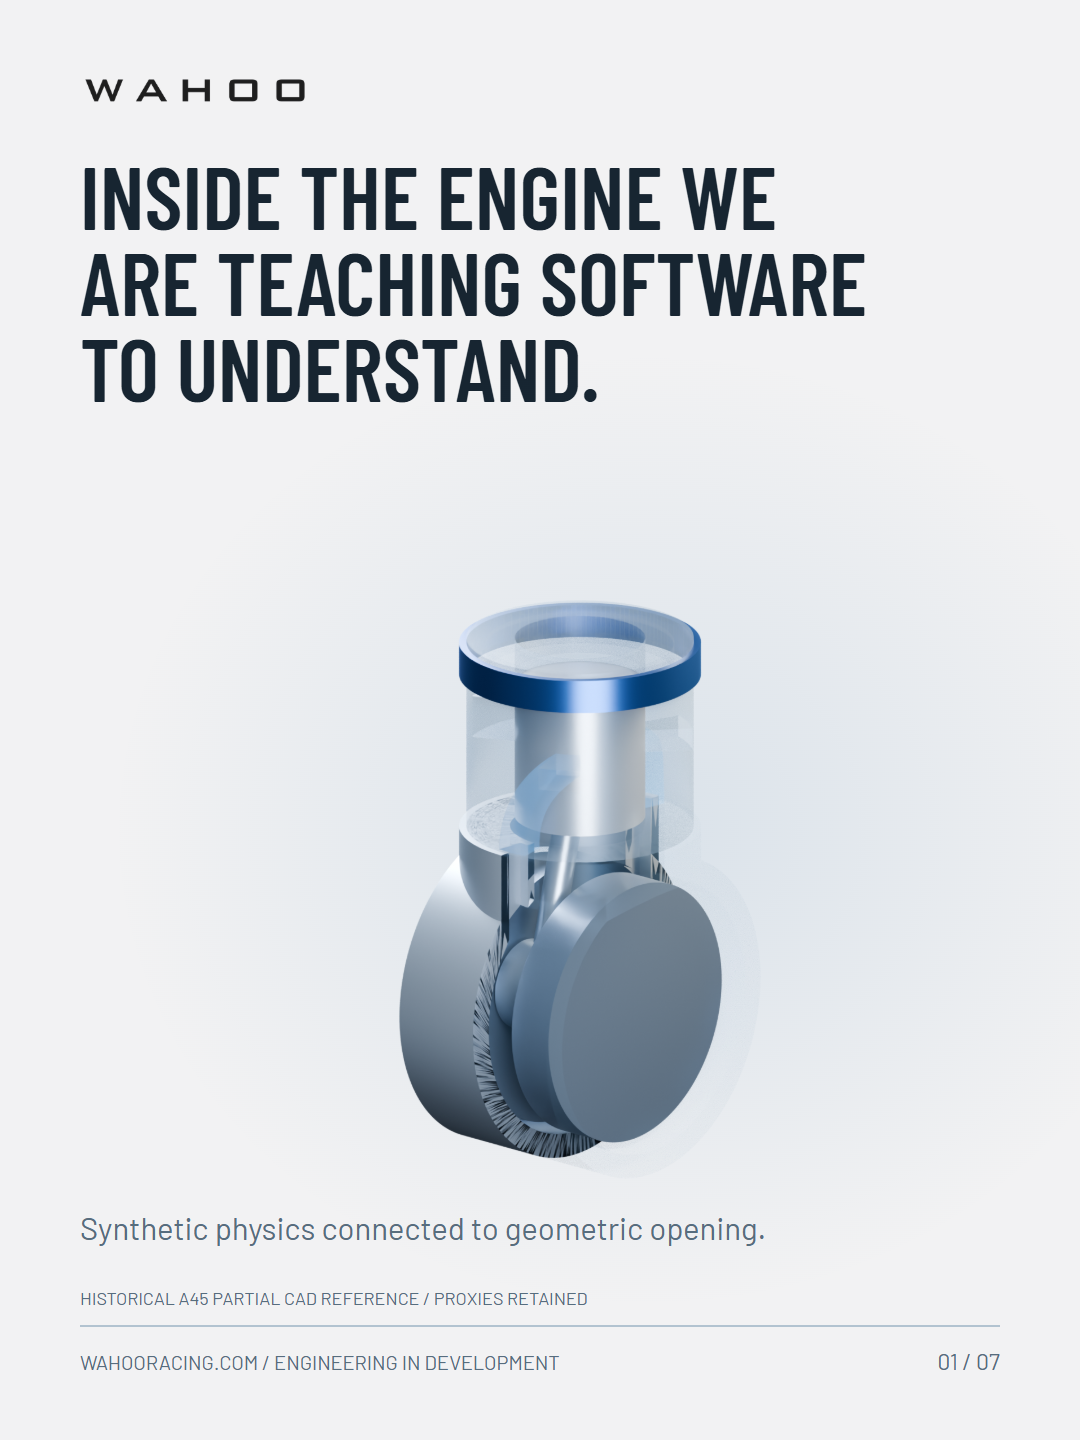 WAHOO
INSIDE THE ENGINE WE
ARE TEACHING SOFTWARE
TO UNDERSTAND.
Synthetic physics connected to geometric opening.
HISTORICAL A45 PARTIAL CAD REFERENCE / PROXIES RETAINED
WAHOORACING.COM / ENGINEERING IN DEVELOPMENT
01 / 07